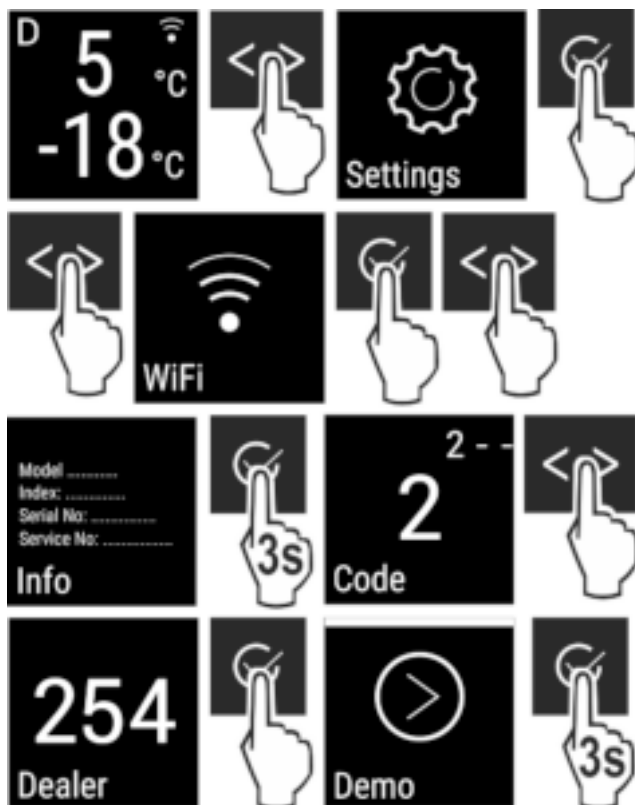 D
5 °C
-18 °C
< >
Settings
< >
WiFi
< >
Model ............
Index: ..............
Serial No: ...............
Service No: ................
Info
3s
2 - -
2
Code
< >
254
Dealer
>
Demo
3s